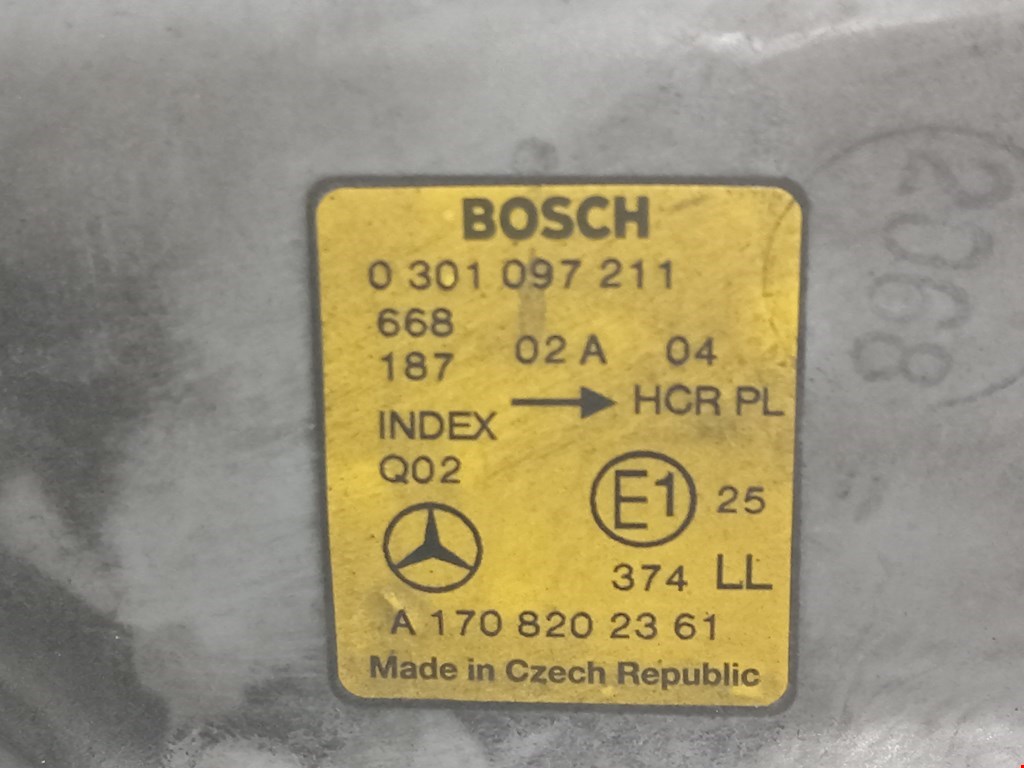 BOSCH
0 301 097 211
668
187 02 A 04
→ HCR PL
INDEX
Q02
E1 25
374 LL
A 170 820 23 61
Made in Czech Republic
2068